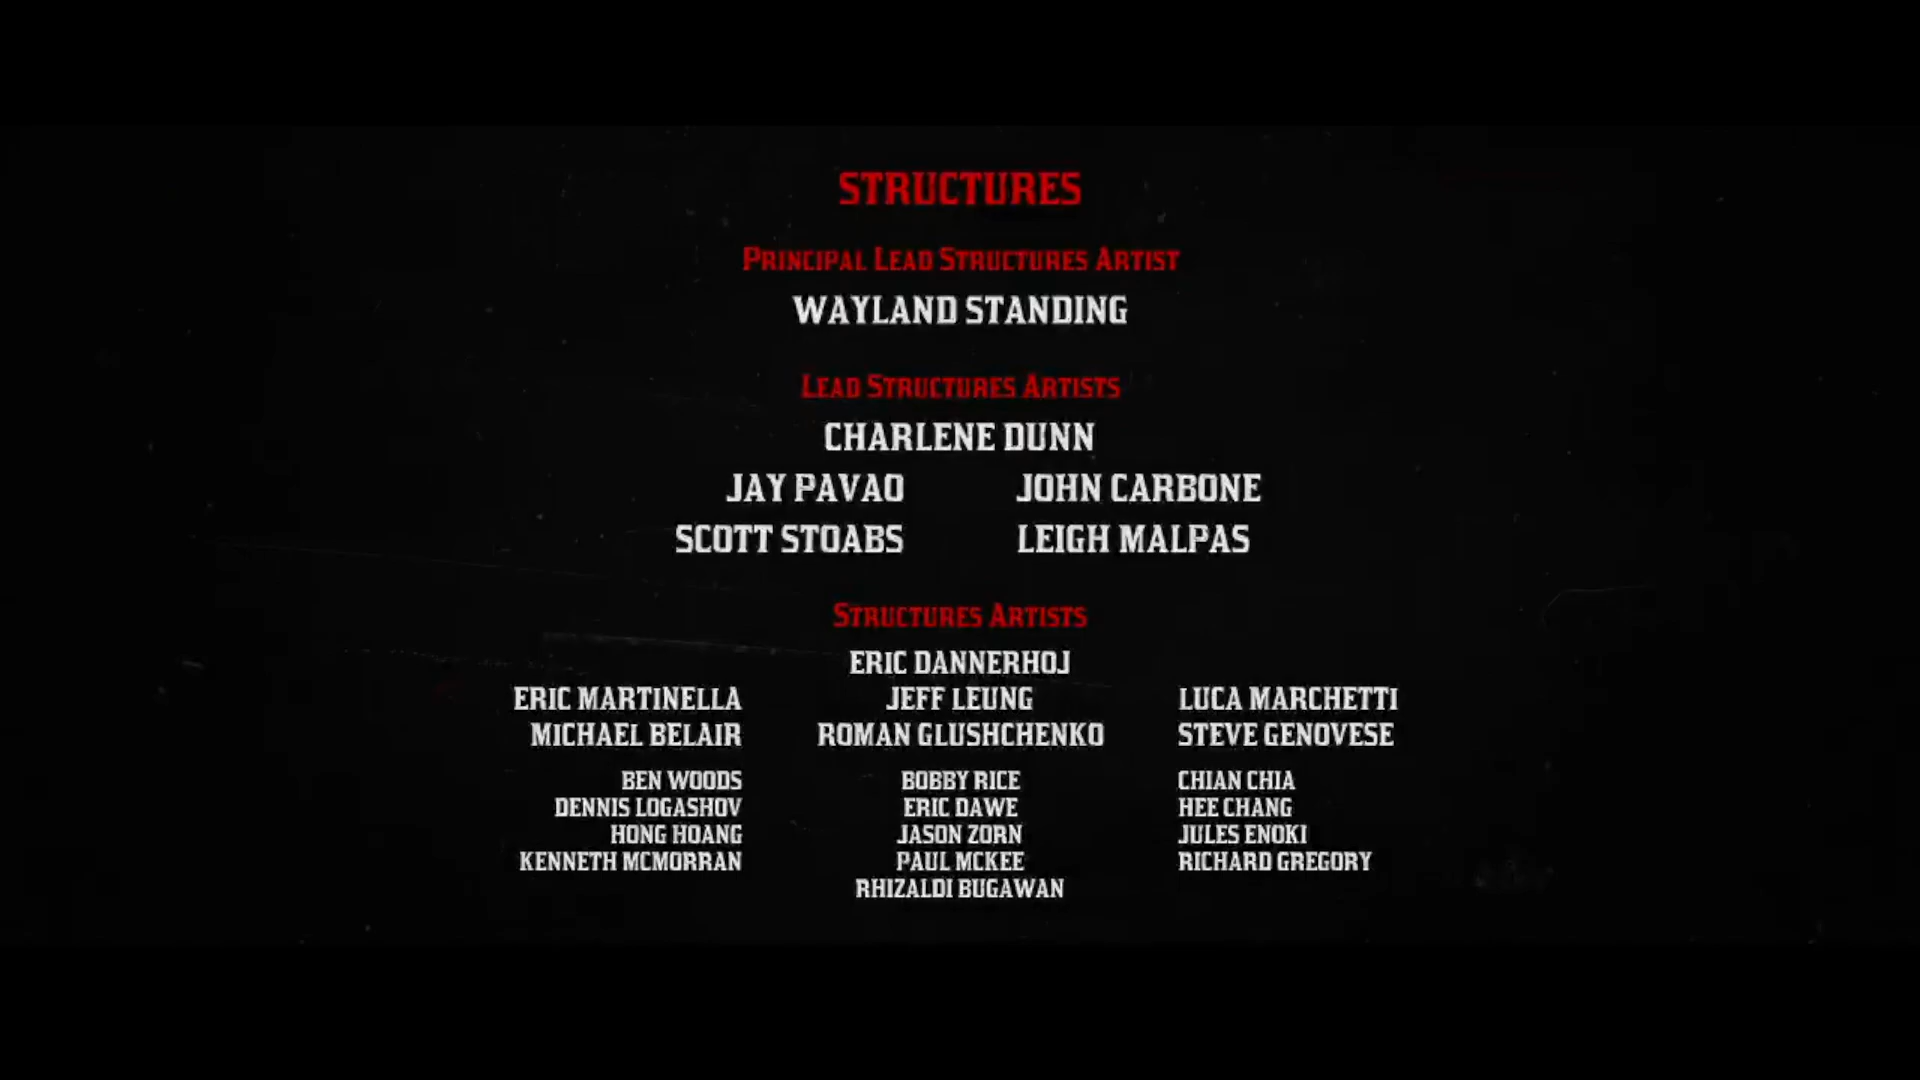 STRUCTURES
PRINCIPAL LEAD STRUCTURES ARTIST
WAYLAND STANDING
LEAD STRUCTURES ARTISTS
CHARLENE DUNN
JAY PAVAO JOHN CARBONE
SCOTT STOABS LEIGH MALPAS
STRUCTURES ARTISTS
ERIC DANNERHOJ
ERIC MARTINELLA JEFF LEUNG LUCA MARCHETTI
MICHAEL BELAIR ROMAN GLUSHCHENKO STEVE GENOVESE
BEN WOODS BOBBY RICE CHIAN CHIA
DENNIS LOGASHOV ERIC DAWE HEE CHANG
HONG HOANG JASON ZORN JULES ENOKI
KENNETH MCMORRAN PAUL MCKEE RICHARD GREGORY
RHIZALDI BUGAWAN